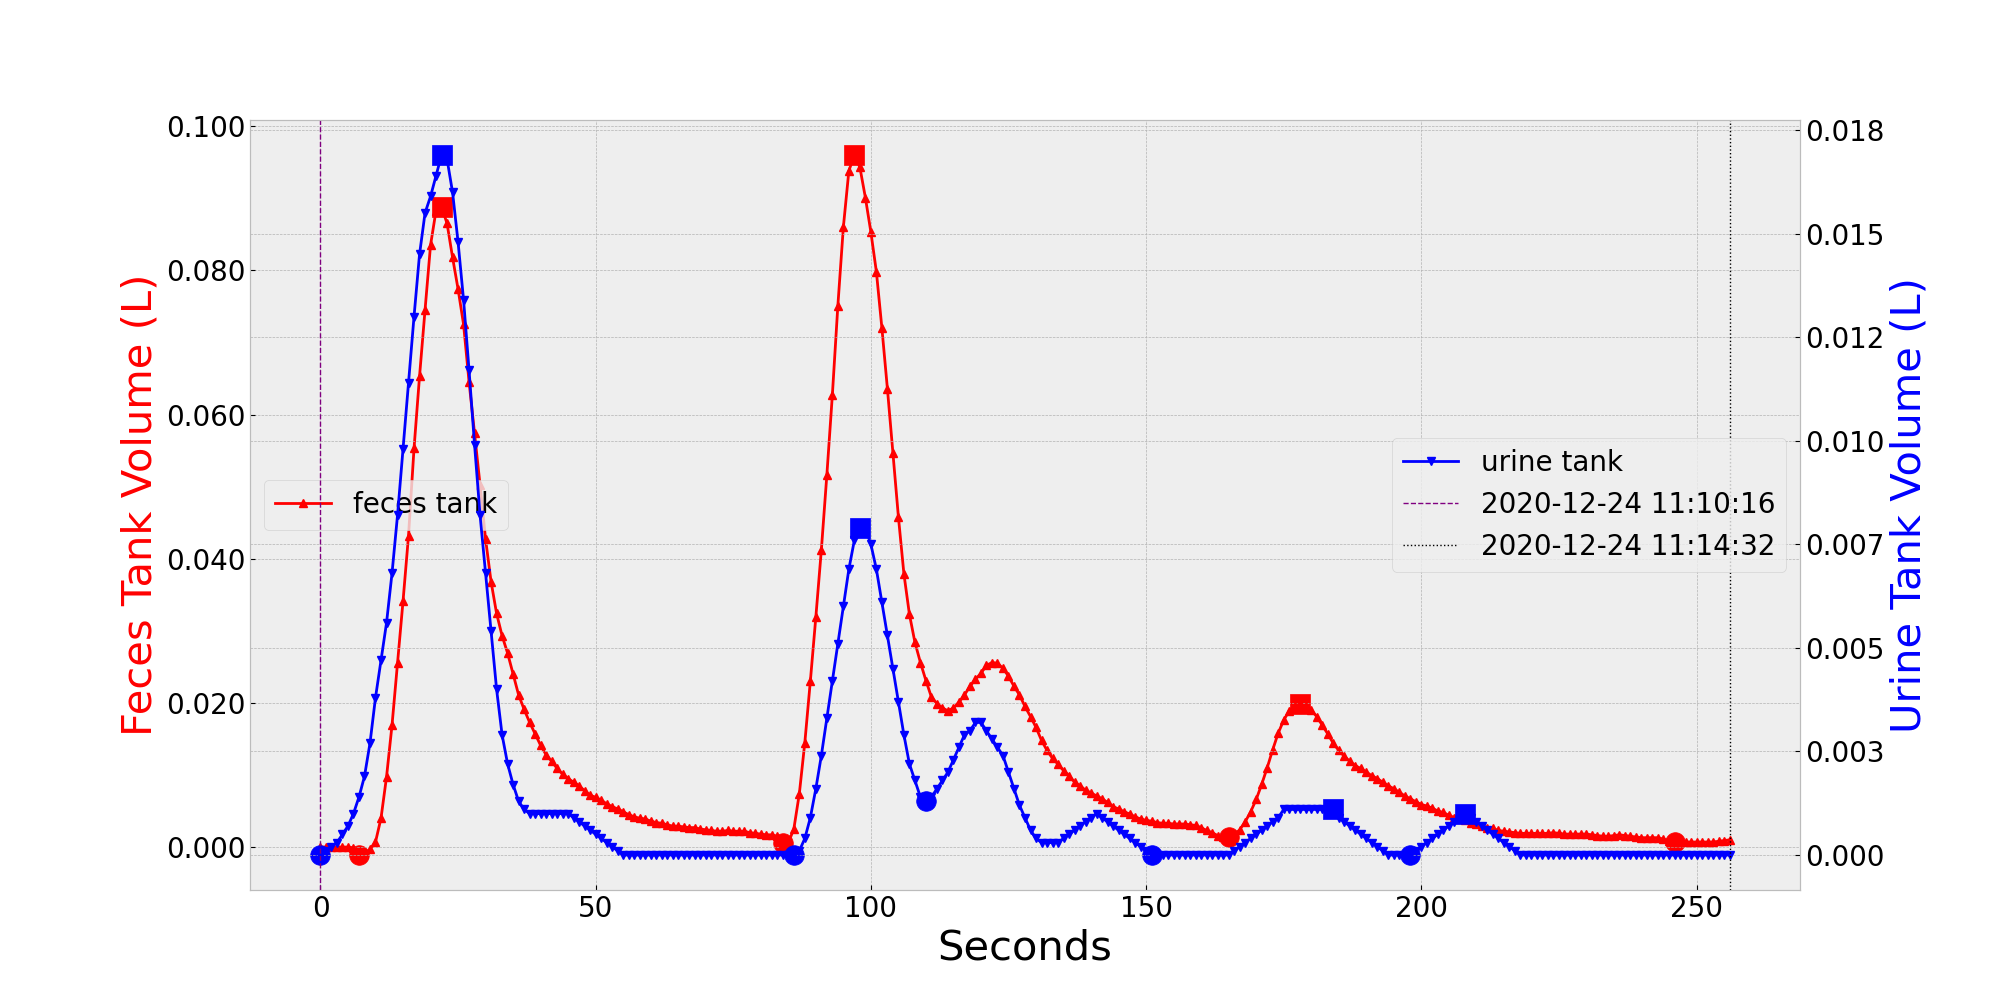 0.100
0.080
0.060
0.040
0.020
0.000
Feces Tank Volume (L)
feces tank
0.018
0.015
0.012
0.010
0.007
0.005
0.003
0.000
Urine Tank Volume (L)
urine tank
2020-12-24 11:10:16
2020-12-24 11:14:32
0 50 100 150 200 250
Seconds